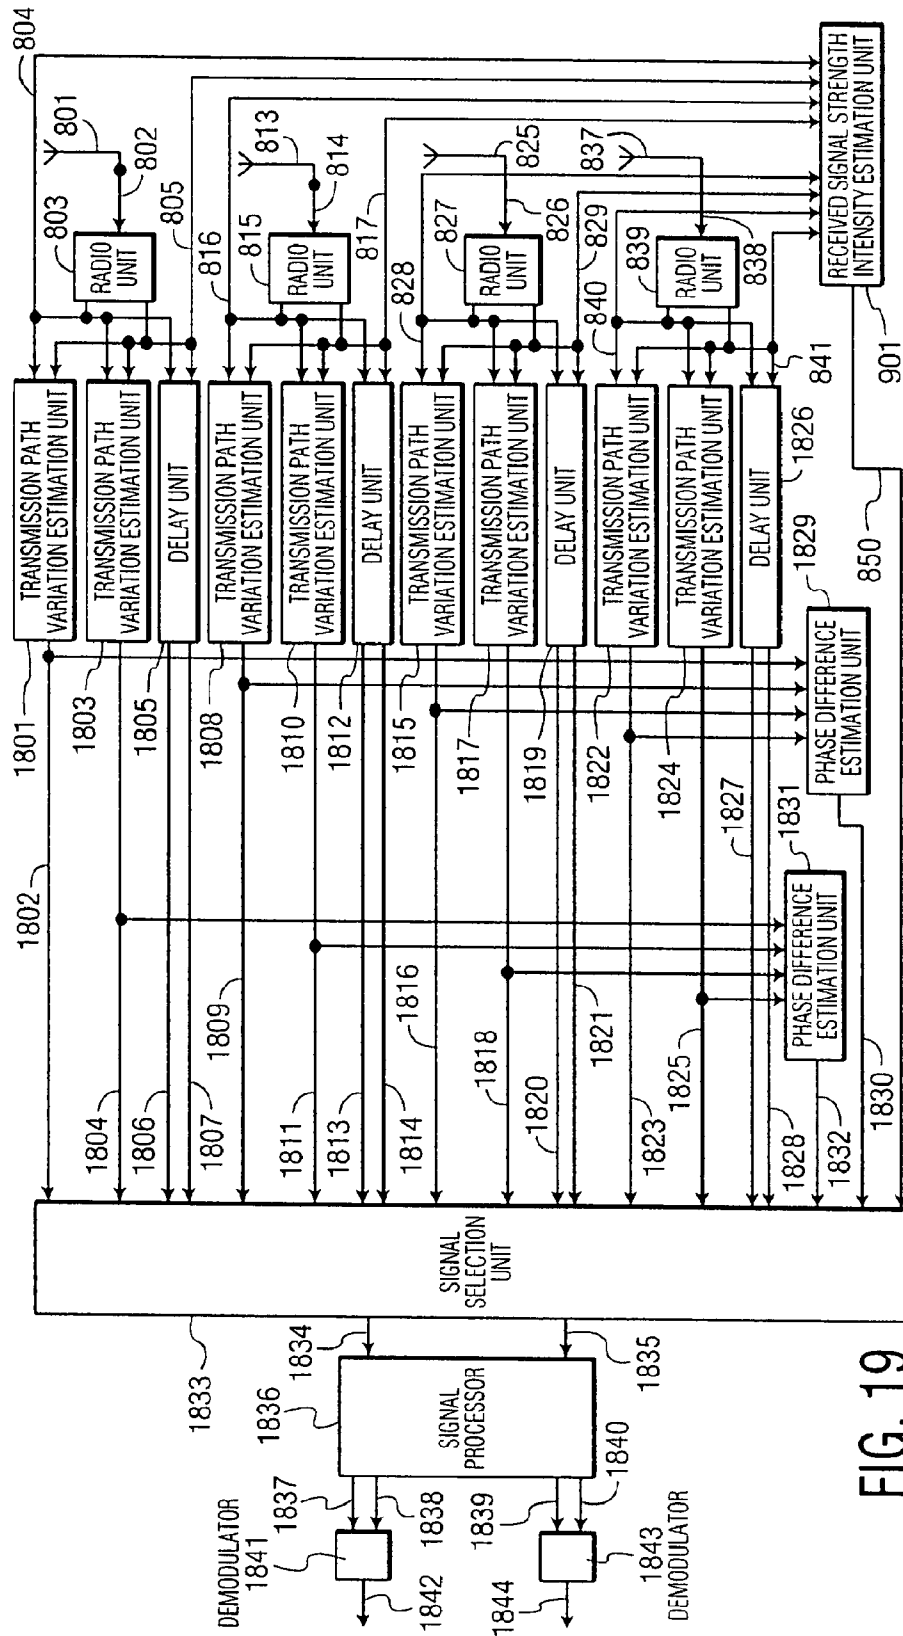 804
801
802
803
RADIO
UNIT
805
813
814
816
815
RADIO
UNIT
817
825
826
827
RADIO
UNIT
828
829
837
838
839
RADIO
UNIT
840
841
RECEIVED SIGNAL STRENGTH
INTENSITY ESTIMATION UNIT
901
850
TRANSMISSION PATH
VARIATION ESTIMATION UNIT
1801
TRANSMISSION PATH
VARIATION ESTIMATION UNIT
1803
DELAY UNIT
1805
TRANSMISSION PATH
VARIATION ESTIMATION UNIT
1808
TRANSMISSION PATH
VARIATION ESTIMATION UNIT
1810
DELAY UNIT
1812
TRANSMISSION PATH
VARIATION ESTIMATION UNIT
1815
TRANSMISSION PATH
VARIATION ESTIMATION UNIT
1817
DELAY UNIT
1819
TRANSMISSION PATH
VARIATION ESTIMATION UNIT
1822
TRANSMISSION PATH
VARIATION ESTIMATION UNIT
1824
DELAY UNIT
1826
1827
1829
PHASE DIFFERENCE
ESTIMATION UNIT
1831
PHASE DIFFERENCE
ESTIMATION UNIT
1802
1804
1806
1807
1809
1811
1813
1814
1816
1818
1820
1821
1823
1825
1828
1832
1830
SIGNAL
SELECTION
UNIT
1833
1834
1835
1836
SIGNAL
PROCESSOR
1837
1838
1839
1840
DEMODULATOR
1841
1842
1843
DEMODULATOR
1844
FIG. 19